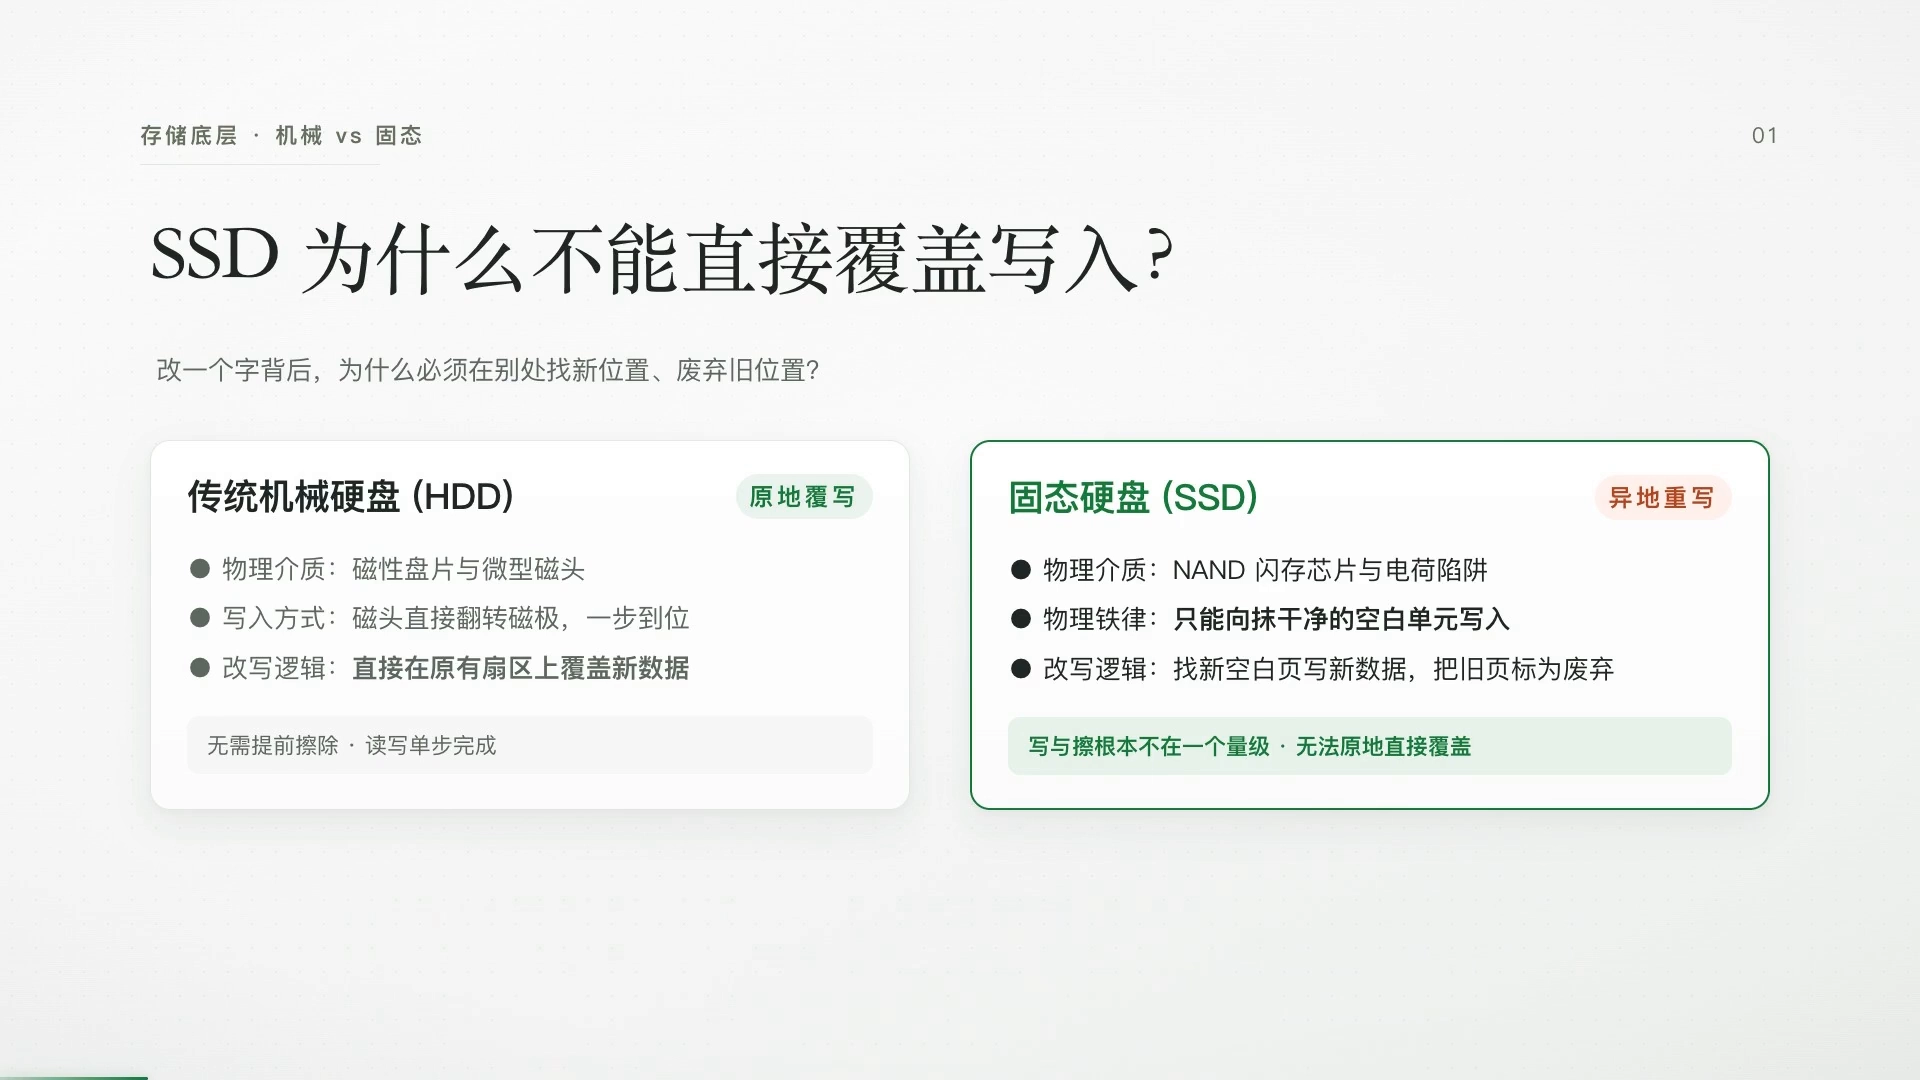 存储底层 · 机械 vs 固态
01
SSD 为什么不能直接覆盖写入?
改一个字背后，为什么必须在别处找新位置、废弃旧位置?
传统机械硬盘 (HDD)
原地覆写
物理介质：磁性盘片与微型磁头
写入方式：磁头直接翻转磁极，一步到位
改写逻辑：直接在原有扇区上覆盖新数据
无需提前擦除 · 读写单步完成
固态硬盘 (SSD)
异地重写
物理介质：NAND 闪存芯片与电荷陷阱
物理铁律：只能向抹干净的空白单元写入
改写逻辑：找新空白页写新数据，把旧页标为废弃
写与擦根本不在一个量级 · 无法原地直接覆盖